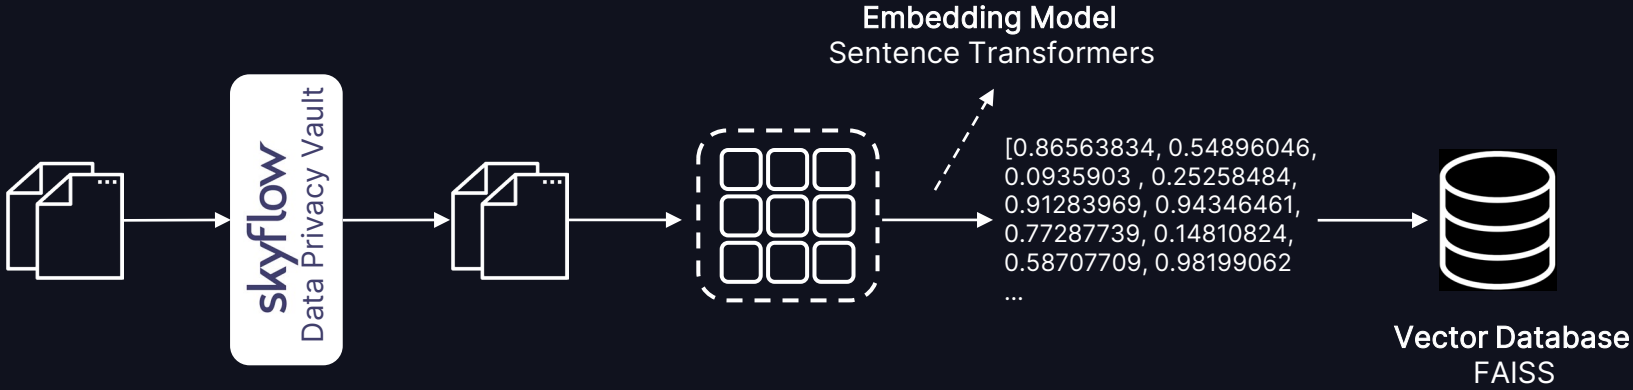 Embedding Model
Sentence Transformers
skyflow
Data Privacy Vault
[0.86563834, 0.54896046,
0.0935903 , 0.25258484,
0.91283969, 0.94346461,
0.77287739, 0.14810824,
0.58707709, 0.98199062
...
Vector Database
FAISS